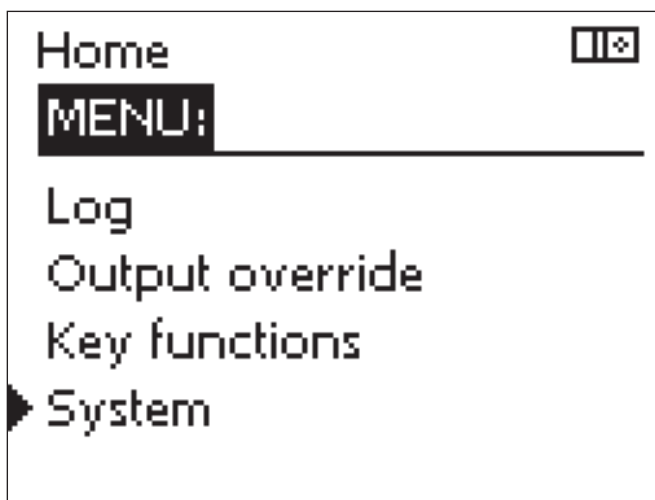 Home
MENU:
Log
Output override
Key functions
System